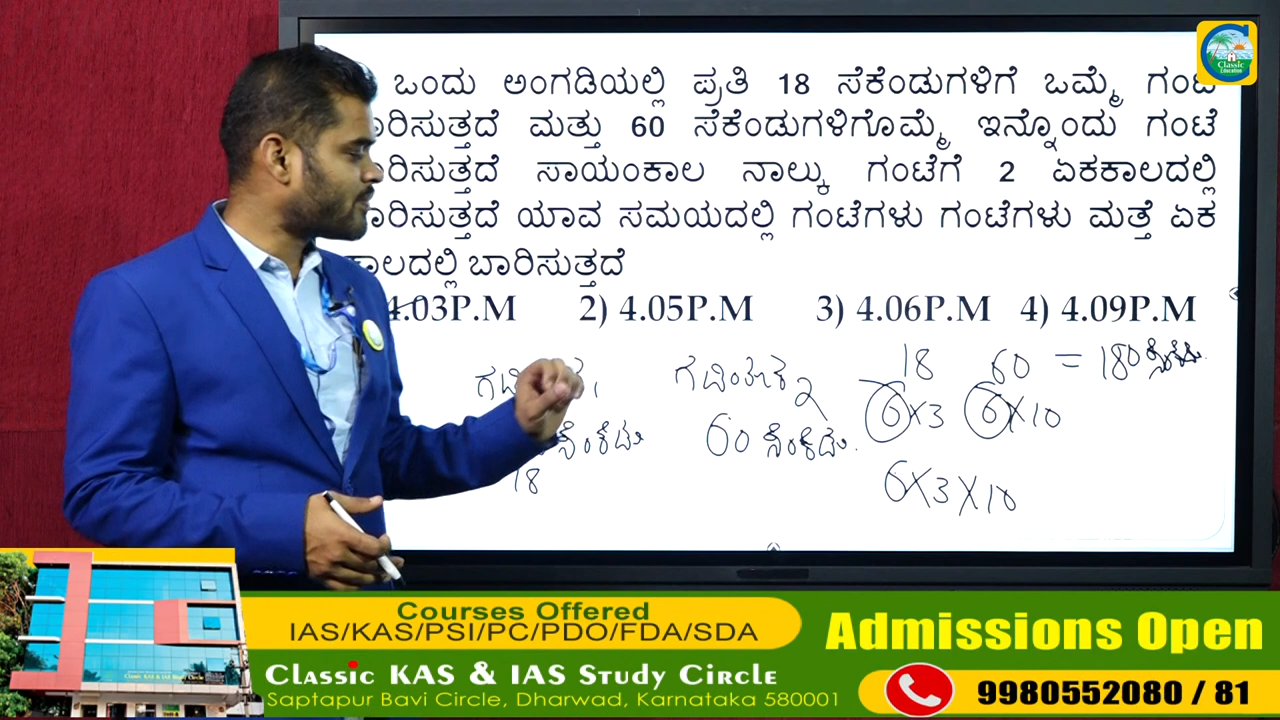 Classic
Education
ಒಂದು ಅಂಗಡಿಯಲ್ಲಿ ಪ್ರತಿ 18 ಸೆಕೆಂಡುಗಳಿಗೆ ಒಮ್ಮೆ ಗಂಟೆ
ಮತ್ತು 60 ಸೆಕೆಂಡುಗಳಿಗೊಮ್ಮೆ ಇನ್ನೊಂದು ಗಂಟೆ
ಸಾಯಂಕಾಲ ನಾಲ್ಕು ಗಂಟೆಗೆ 2 ಏಕಕಾಲದಲ್ಲಿ
ಯಾವ ಸಮಯದಲ್ಲಿ ಗಂಟೆಗಳು ಗಂಟೆಗಳು ಮತ್ತೆ ಏಕ
ಕಾಲದಲ್ಲಿ ಬಾರಿಸುತ್ತದೆ
4.03P.M 2) 4.05P.M 3) 4.06P.M 4) 4.09P.M
18 60 = 180
6×3 6×10
60
18
6×3×10
Courses Offered
IAS/KAS/PSI/PC/PDO/FDA/SDA
Classic KAS & IAS Study Circle
Saptapur Bavi Circle, Dharwad, Karnataka 580001
Admissions Open
9980552080 / 81